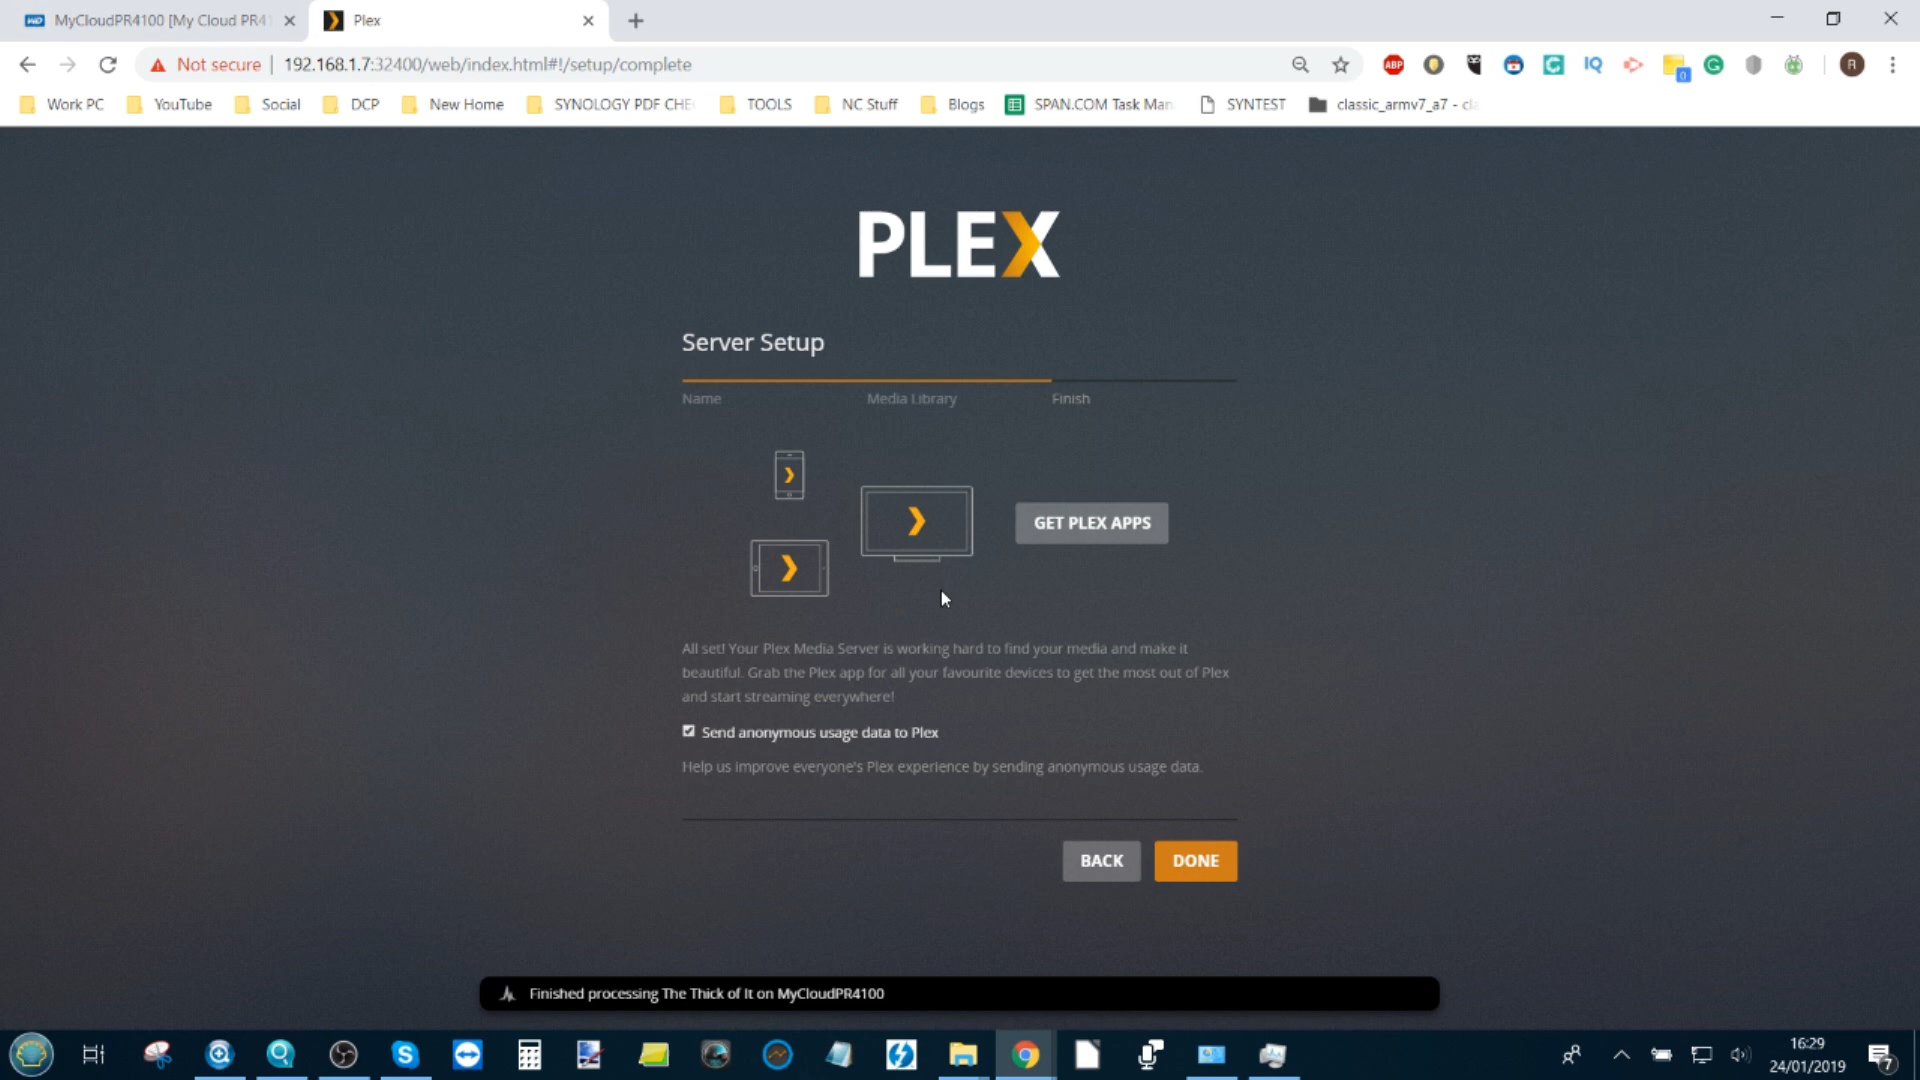 MyCloudPR4100 [My Cloud PR41
Plex
Not secure
192.168.1.7:32400/web/index.html#!/setup/complete
ABP
IQ
0
G
R
Work PC
YouTube
Social
DCP
New Home
SYNOLOGY PDF CHE
TOOLS
NC Stuff
Blogs
SPAN.COM Task Man
SYNTEST
classic_armv7_a7 - cla
PLEX
Server Setup
Name
Media Library
Finish
GET PLEX APPS
All set! Your Plex Media Server is working hard to find your media and make it
beautiful. Grab the Plex app for all your favourite devices to get the most out of Plex
and start streaming everywhere!
Send anonymous usage data to Plex
Help us improve everyone's Plex experience by sending anonymous usage data.
BACK
DONE
Finished processing The Thick of It on MyCloudPR4100
16:29
24/01/2019
7